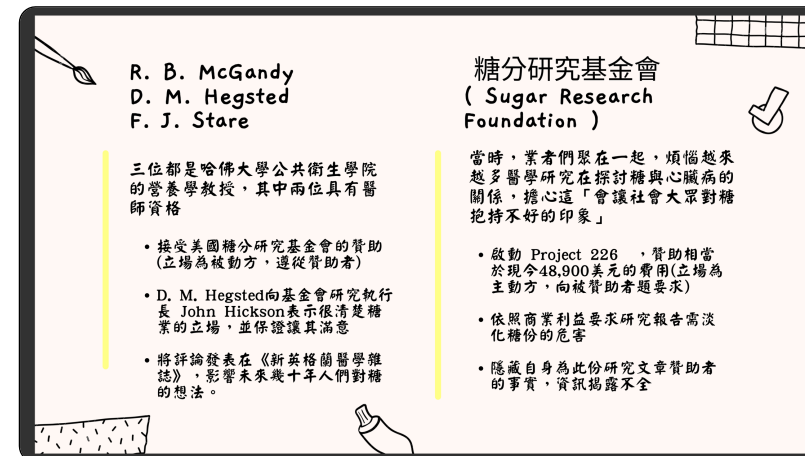 R. B. McGandy
D. M. Hegsted
F. J. Stare
三位都是哈佛大學公共衛生學院
的營養學教授，其中兩位具有醫
師資格
• 接受美國糖分研究基金會的贊助
(立場為被動方，遵從贊助者)
• D. M. Hegsted向基金會研究執行
長 John Hickson表示很清楚糖
業的立場，並保證讓其滿意
• 將評論發表在《新英格蘭醫學雜
誌》，影響未來幾十年人們對糖
的想法。
糖分研究基金會
( Sugar Research
Foundation )
當時，業者們聚在一起，煩惱越來
越多醫學研究在探討糖與心臟病的
關係，擔心這「會讓社會大眾對糖
抱持不好的印象」
• 啟動 Project 226 ，贊助相當
於現今48,900美元的費用(立場為
主動方，向被贊助者題要求)
• 依照商業利益要求研究報告需淡
化糖份的危害
• 隱藏自身為此份研究文章贊助者
的事實，資訊揭露不全